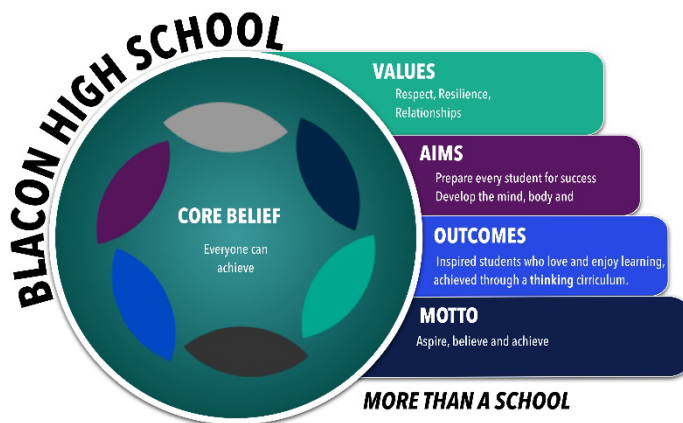 BLACON HIGH SCHOOL
CORE BELIEF
Everyone can
achieve
VALUES
Respect, Resilience,
Relationships
AIMS
Prepare every student for success
Develop the mind, body and
OUTCOMES
Inspired students who love and enjoy learning,
achieved through a thinking cirriculum.
MOTTO
Aspire, believe and achieve
MORE THAN A SCHOOL